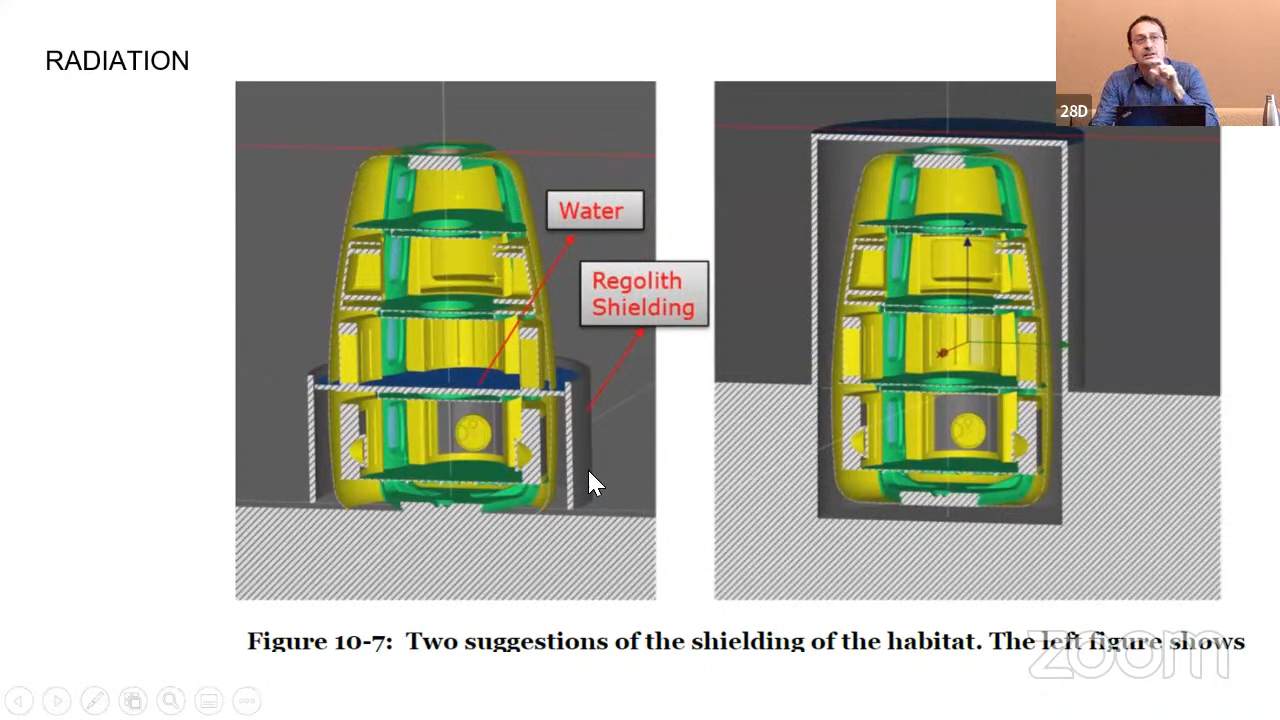 RADIATION
28D
Water
Regolith
Shielding
Figure 10-7:  Two suggestions of the shielding of the habitat. The left figure shows
zoom